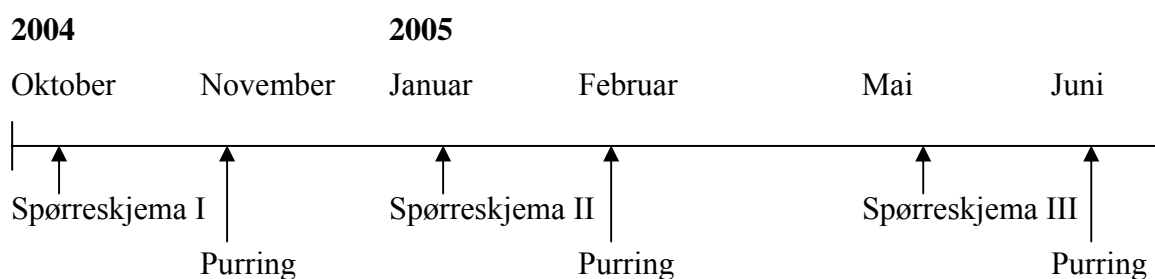 2004 2005
Oktober November Januar Februar Mai Juni
Spørreskjema I Spørreskjema II Spørreskjema III
Purring Purring Purring